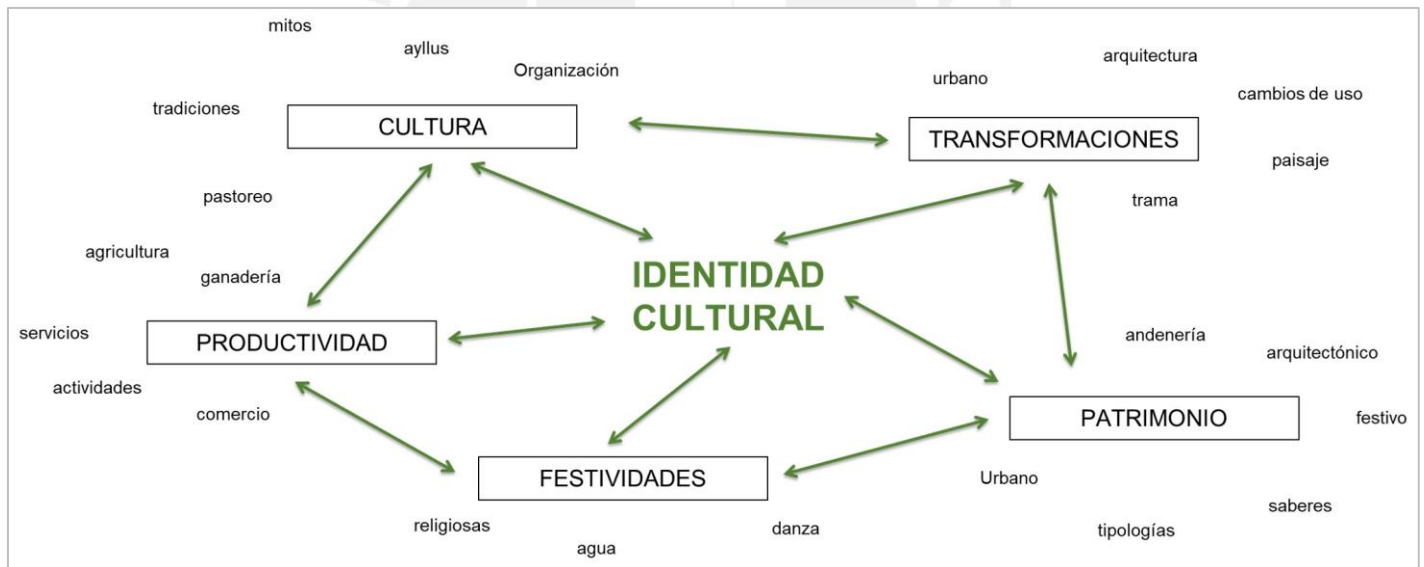 mitos
ayllus
Organización
tradiciones
CULTURA
pastoreo
agricultura
ganadería
servicios
PRODUCTIVIDAD
actividades
comercio
IDENTIDAD
CULTURAL
arquitectura
urbano
cambios de uso
TRANSFORMACIONES
paisaje
trama
andenería
arquitectónico
PATRIMONIO
festivo
Urbano
saberes
tipologías
FESTIVIDADES
religiosas
danza
agua